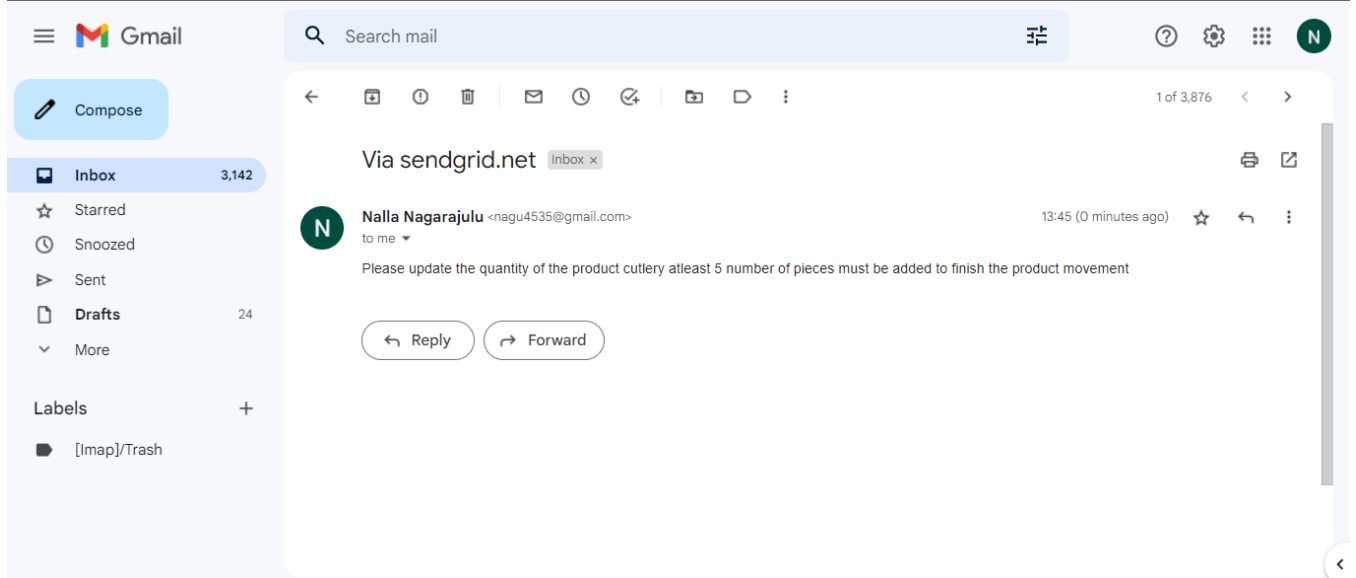 Gmail
Search mail
N
Compose
1 of 3,876
Inbox 3,142
Starred
Snoozed
Sent
Drafts 24
More
Labels
[Imap]/Trash
Via sendgrid.net Inbox ×
N
Nalla Nagarajulu <nagu4535@gmail.com> 13:45 (0 minutes ago)
to me
Please update the quantity of the product cutlery atleast 5 number of pieces must be added to finish the product movement
Reply Forward